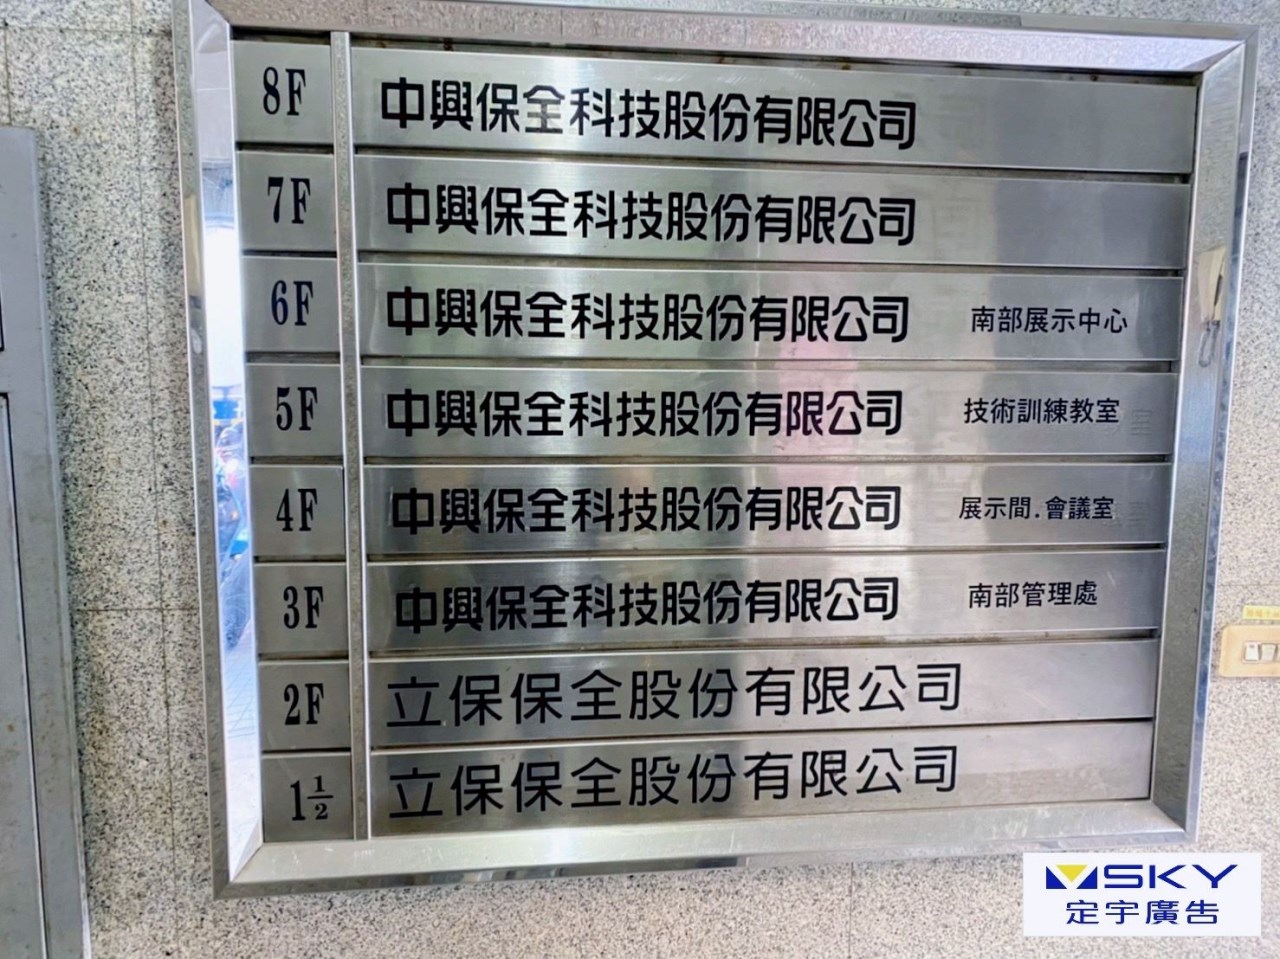 8F 中興保全科技股份有限公司
7F 中興保全科技股份有限公司
6F 中興保全科技股份有限公司 南部展示中心
5F 中興保全科技股份有限公司 技術訓練教室
4F 中興保全科技股份有限公司 展示間.會議室
3F 中興保全科技股份有限公司 南部管理處
2F 立保保全股份有限公司
1½ 立保保全股份有限公司
SKY
定宇廣告